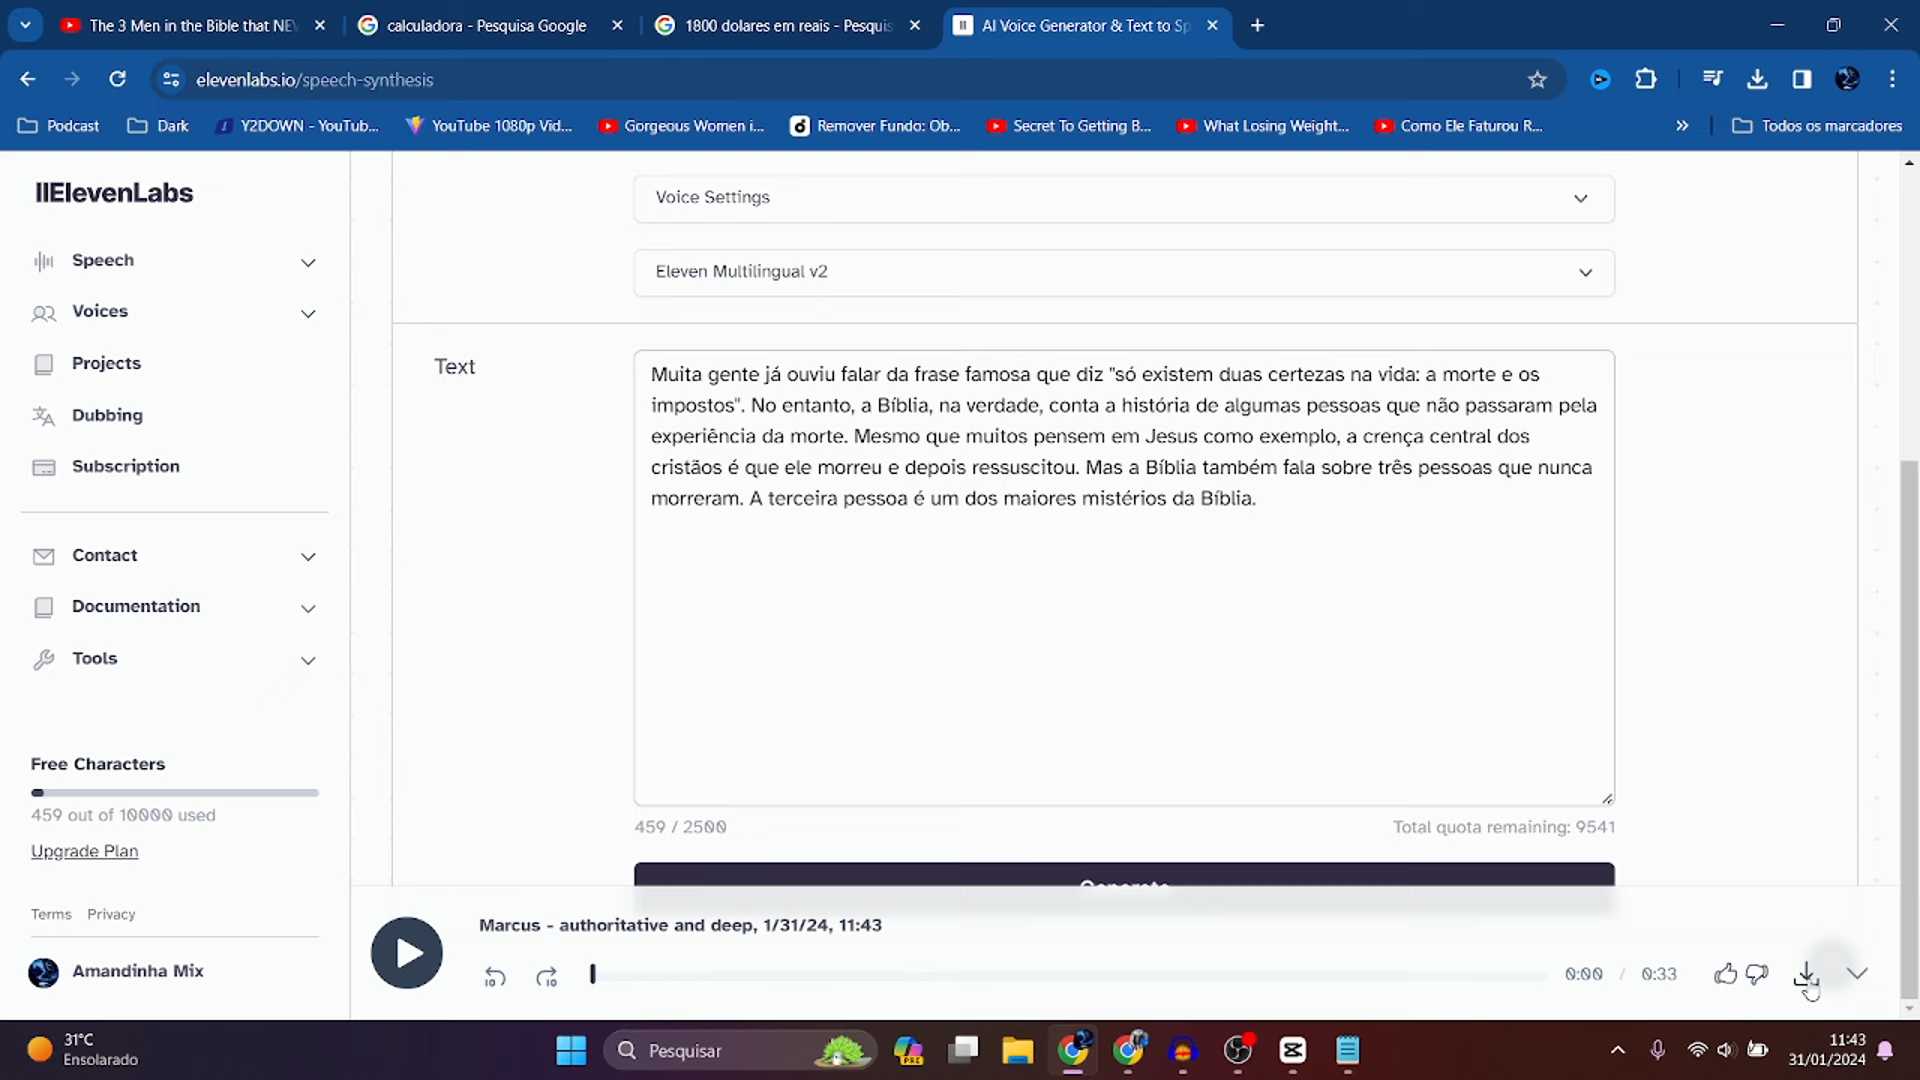 The 3 Men in the Bible that NEV
calculadora - Pesquisa Google
1800 dolares em reais - Pesquis
AI Voice Generator & Text to Sp
elevenlabs.io/speech-synthesis
Podcast
Dark
Y2DOWN - YouTub...
YouTube 1080p Vid...
Gorgeous Women i...
Remover Fundo: Ob...
Secret To Getting B...
What Losing Weight...
Como Ele Faturou R...
Todos os marcadores
IIElevenLabs
Speech
Voices
Projects
Dubbing
Subscription
Contact
Documentation
Tools
Free Characters
459 out of 10000 used
Upgrade Plan
Terms Privacy
Amandinha Mix
Voice Settings
Eleven Multilingual v2
Text
Muita gente já ouviu falar da frase famosa que diz "só existem duas certezas na vida: a morte e os
impostos". No entanto, a Bíblia, na verdade, conta a história de algumas pessoas que não passaram pela
experiência da morte. Mesmo que muitos pensem em Jesus como exemplo, a crença central dos
cristãos é que ele morreu e depois ressuscitou. Mas a Bíblia também fala sobre três pessoas que nunca
morreram. A terceira pessoa é um dos maiores mistérios da Bíblia.
459 / 2500
Total quota remaining: 9541
Generate
Marcus - authoritative and deep, 1/31/24, 11:43
10
10
0:00 / 0:33
31°C
Ensolarado
Pesquisar
PRE
11:43
31/01/2024